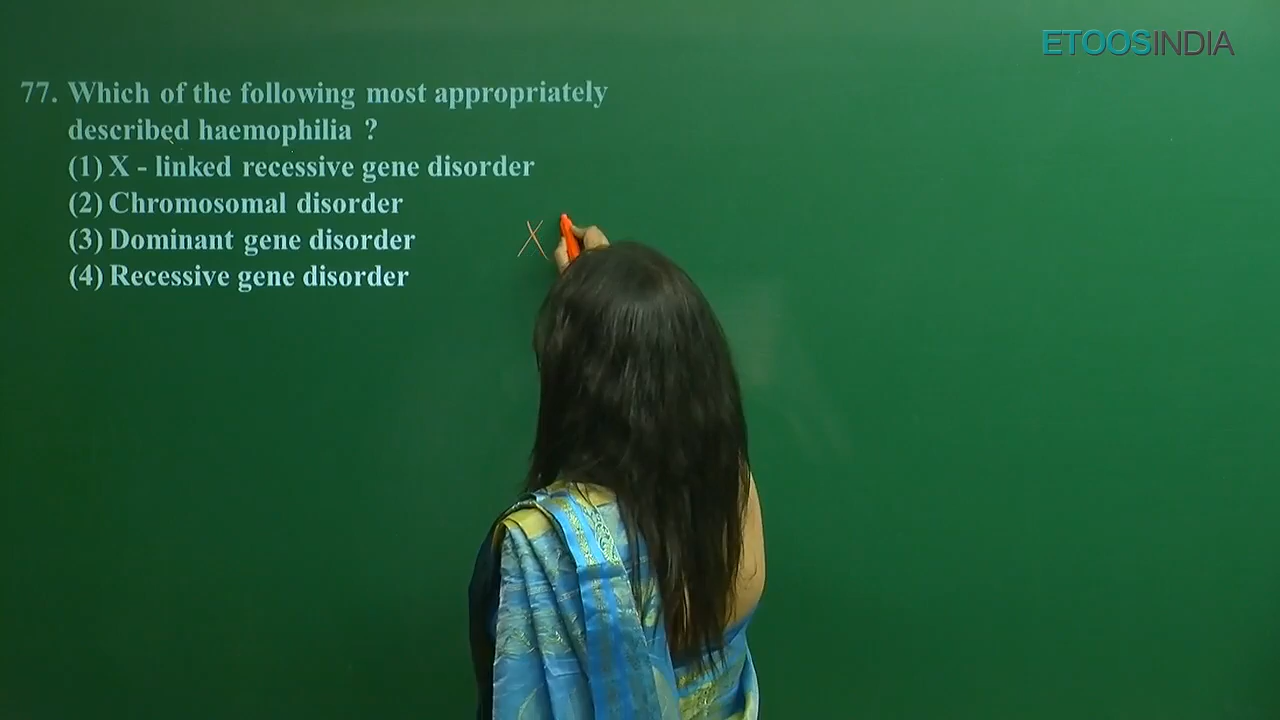 ETOOSINDIA
77. Which of the following most appropriately
described haemophilia ?
(1) X - linked recessive gene disorder
(2) Chromosomal disorder
(3) Dominant gene disorder
(4) Recessive gene disorder
X